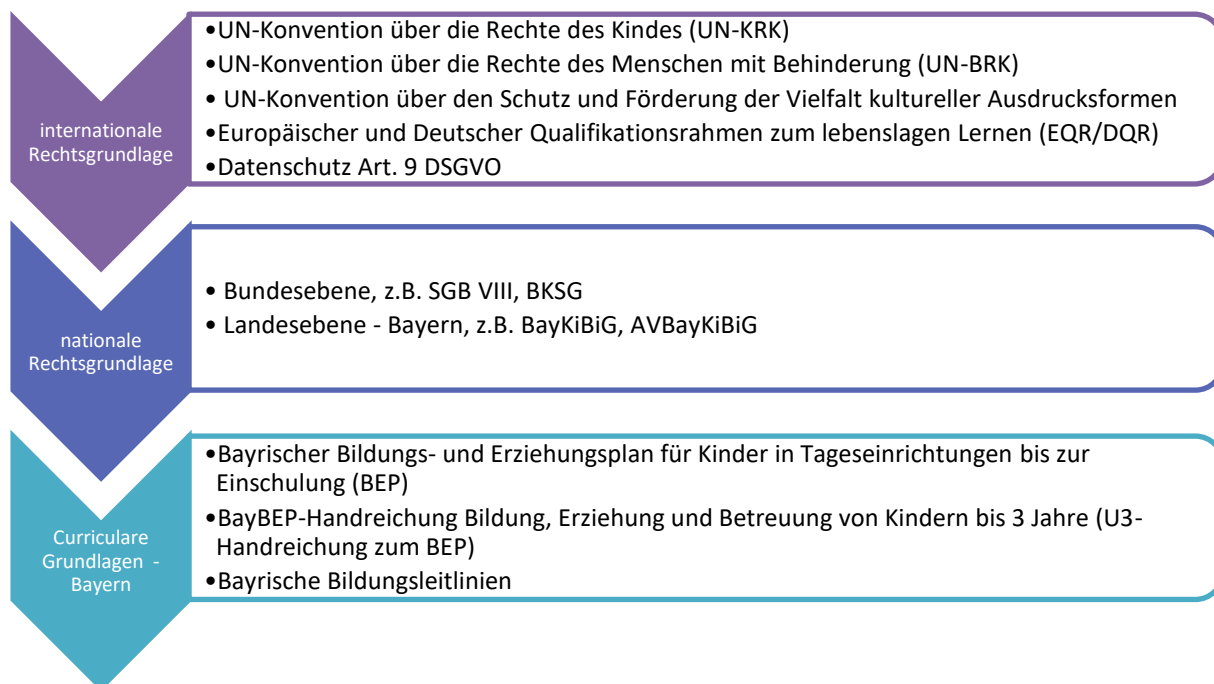 internationale
Rechtsgrundlage
•UN-Konvention über die Rechte des Kindes (UN-KRK)
•UN-Konvention über die Rechte des Menschen mit Behinderung (UN-BRK)
• UN-Konvention über den Schutz und Förderung der Vielfalt kultureller Ausdrucksformen
•Europäischer und Deutscher Qualifikationsrahmen zum lebenslagen Lernen (EQR/DQR)
•Datenschutz Art. 9 DSGVO
nationale
Rechtsgrundlage
• Bundesebene, z.B. SGB VIII, BKSG
• Landesebene - Bayern, z.B. BayKiBiG, AVBayKiBiG
Curriculare
Grundlagen -
Bayern
•Bayrischer Bildungs- und Erziehungsplan für Kinder in Tageseinrichtungen bis zur
Einschulung (BEP)
•BayBEP-Handreichung Bildung, Erziehung und Betreuung von Kindern bis 3 Jahre (U3-
Handreichung zum BEP)
•Bayrische Bildungsleitlinien